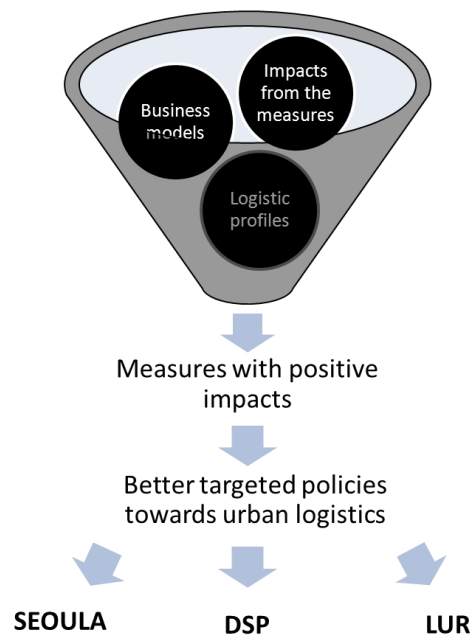 Impacts
from the
measures
Business
models
Logistic
profiles
Measures with positive
impacts
Better targeted policies
towards urban logistics
SEOULA
DSP
LUR